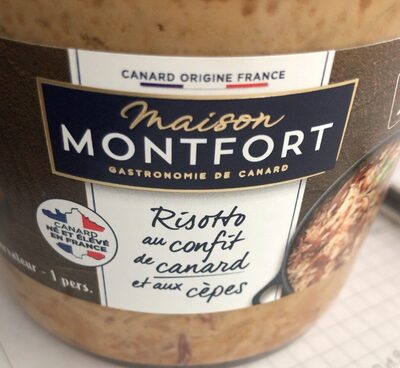 CANARD ORIGINE FRANCE
Maison
MONTFORT
GASTRONOMIE DE CANARD
Risotto
au confit
de canard
et aux cèpes
CANARD
NÉ ET ÉLEVÉ
EN FRANCE
- 1 pers.